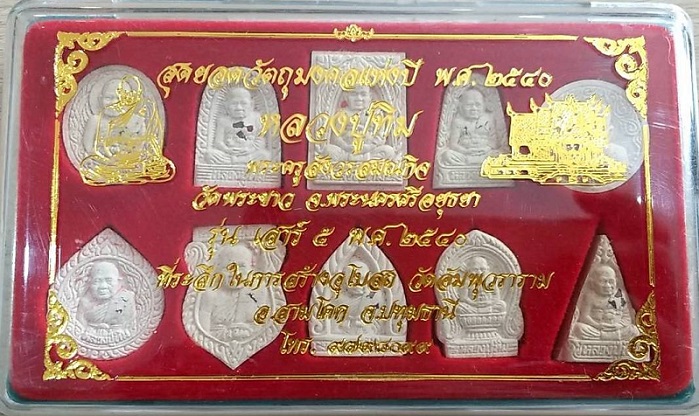 สุดยอดวัตถุมงคลแห่งปี พ.ศ.๒๕๔๐
หลวงปู่ทิม
พระครูสังวรสมณกิจ
วัดพระขาว อ.พระนครศรีอยุธยา
รุ่น เสาร์ ๕ พ.ศ.๒๕๔๐
ที่ระลึกในการสร้างอุโบสถ วัดอัมพุวราราม
อ.สามโคก จ.ปทุมธานี
โทร.